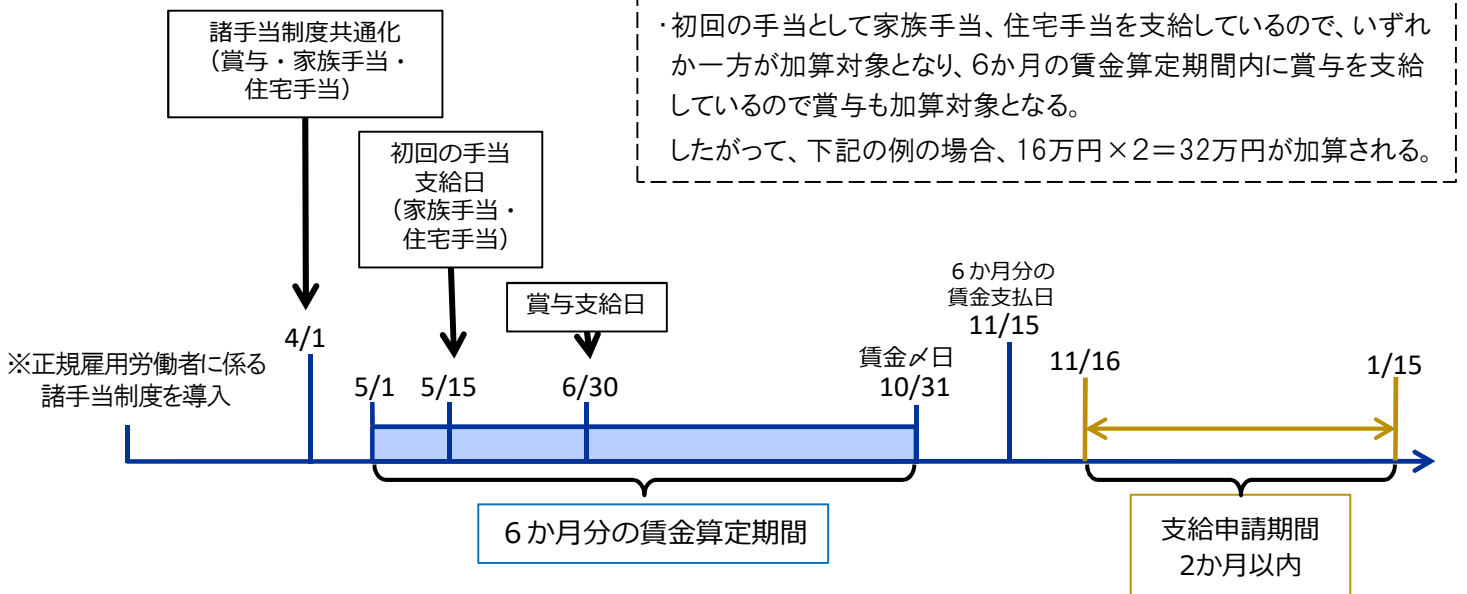 ・初回の手当として家族手当、住宅手当を支給しているので、いずれ
か一方が加算対象となり、6か月の賃金算定期間内に賞与を支給
しているので賞与も加算対象となる。
したがって、下記の例の場合、16万円×2＝32万円が加算される。
諸手当制度共通化
（賞与・家族手当・
住宅手当）
初回の手当
支給日
（家族手当・
住宅手当）
賞与支給日
６か月分の
賃金支払日
11/15
※正規雇用労働者に係る
諸手当制度を導入
4/1
5/1
5/15
6/30
賃金〆日
10/31
11/16
1/15
６か月分の賃金算定期間
支給申請期間
2か月以内